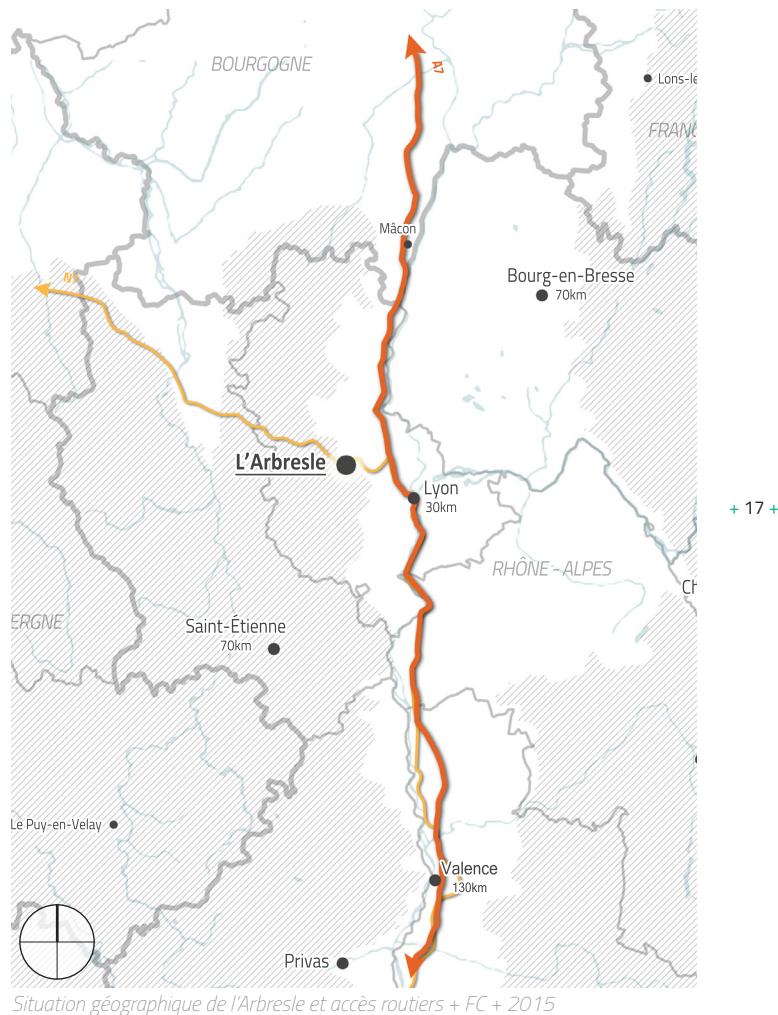 BOURGOGNE
A7
Lons-le
FRANC
Mâcon
Bourg-en-Bresse
70km
L'Arbresle
Lyon
30km
+ 17 +
RHÔNE - ALPES
Ch
ERGNE
Saint-Étienne
70km
Le Puy-en-Velay
Valence
130km
Privas
Situation géographique de l'Arbresle et accès routiers + FC + 2015